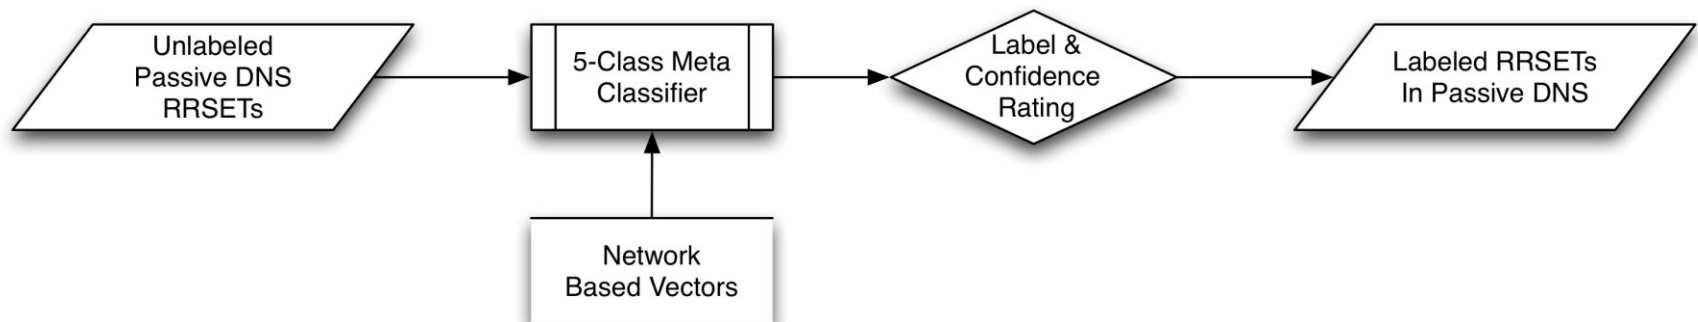 Unlabeled
Passive DNS
RRSETs
5-Class Meta
Classifier
Label &
Confidence
Rating
Labeled RRSETs
In Passive DNS
Network
Based Vectors